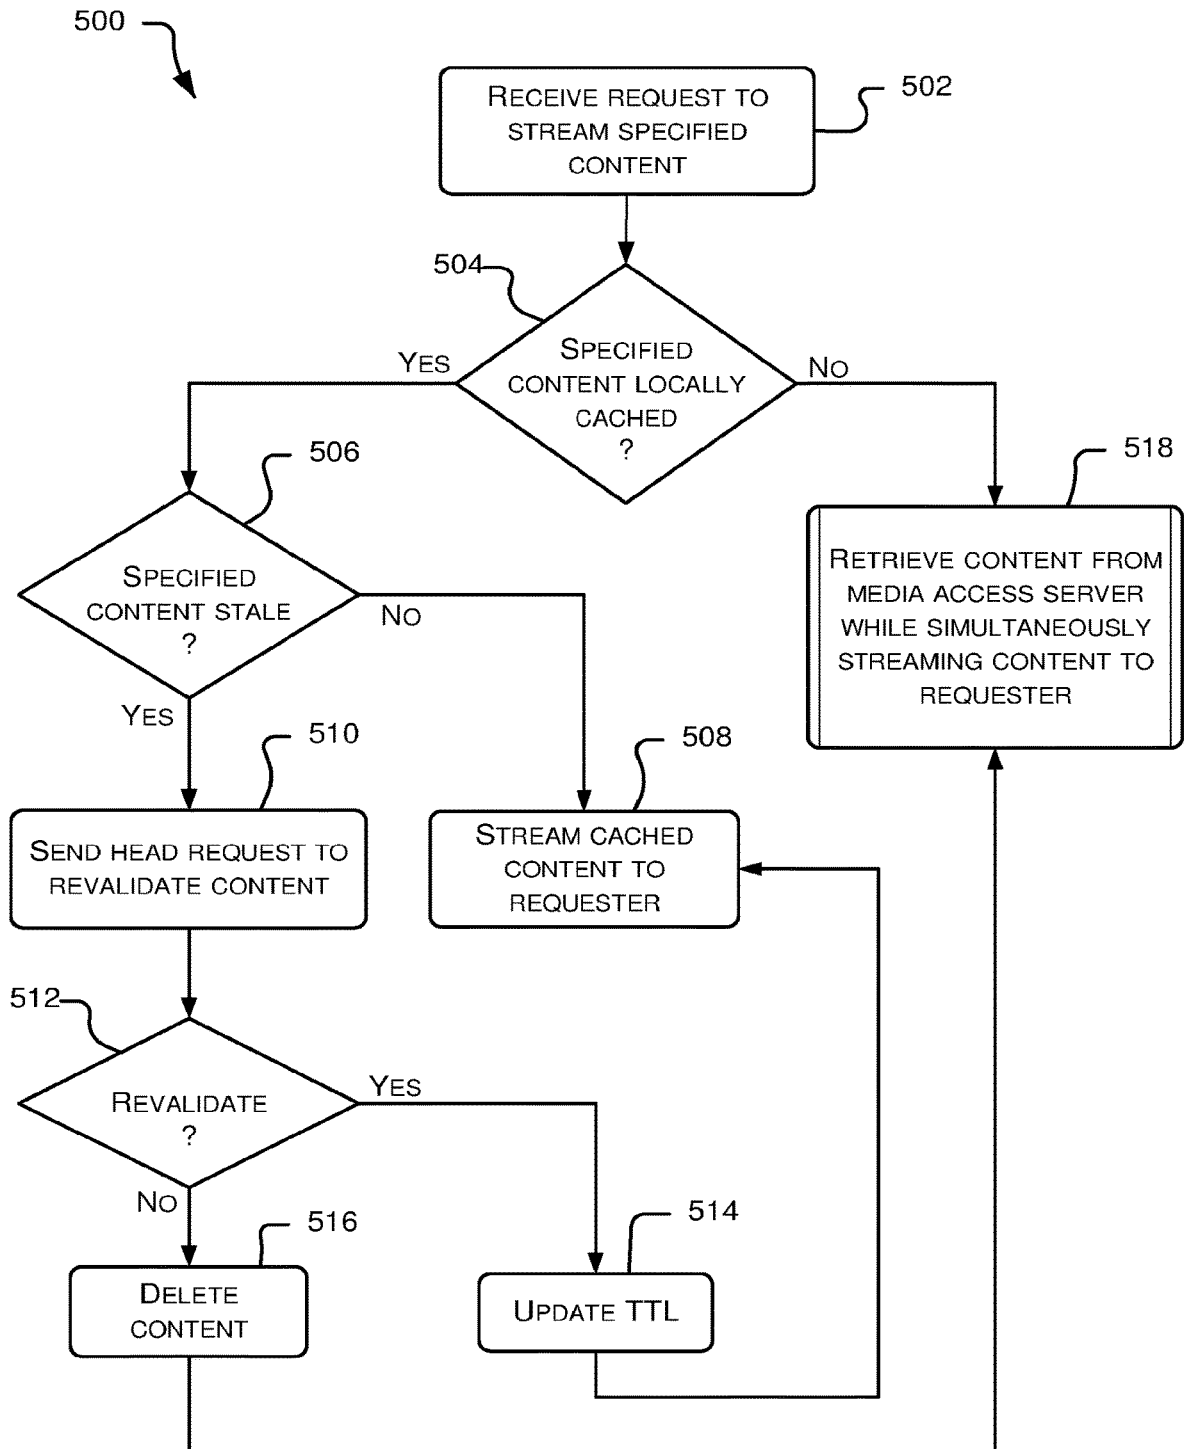 500
RECEIVE REQUEST TO
STREAM SPECIFIED
CONTENT
502
504
SPECIFIED
CONTENT LOCALLY
CACHED
?
YES
NO
506
SPECIFIED
CONTENT STALE
?
NO
YES
518
RETRIEVE CONTENT FROM
MEDIA ACCESS SERVER
WHILE SIMULTANEOUSLY
STREAMING CONTENT TO
REQUESTER
510
SEND HEAD REQUEST TO
REVALIDATE CONTENT
508
STREAM CACHED
CONTENT TO
REQUESTER
512
REVALIDATE
?
YES
NO
516
DELETE
CONTENT
514
UPDATE TTL